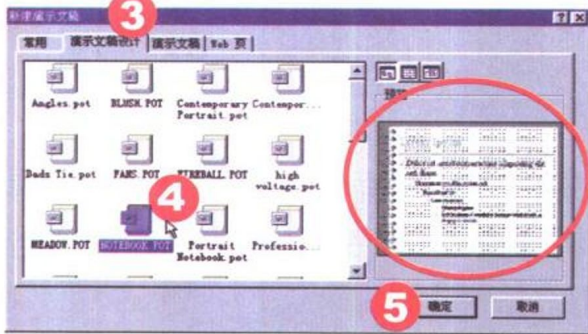 新建演示文稿
3
常用 演示文稿设计 演示文稿 Web 页
Angles.pot BLUSH.POT Contemporary Portrait.pot Contempor...
预览
Dads Tie.pot FANS.POT FIREBALL.POT high voltage.pot
4
MEADOW.POT NOTEBOOK.POT Portrait Notebook.pot Professio...
5
确定 取消